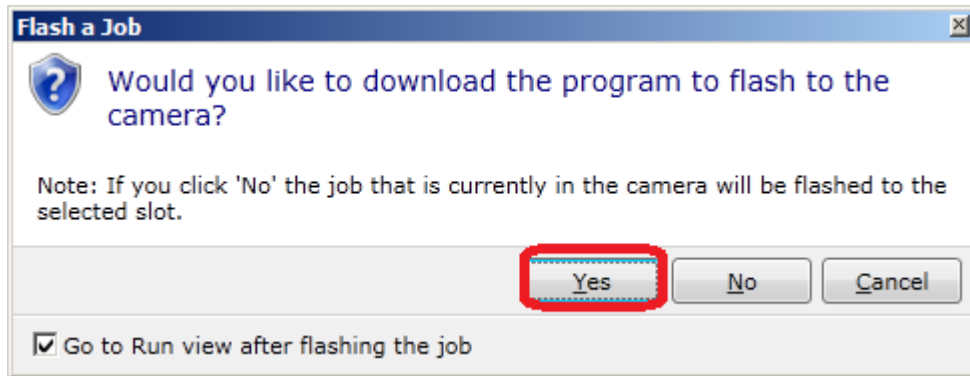 Flash a Job
Would you like to download the program to flash to the
camera?
Note: If you click 'No' the job that is currently in the camera will be flashed to the
selected slot.
Yes No Cancel
Go to Run view after flashing the job